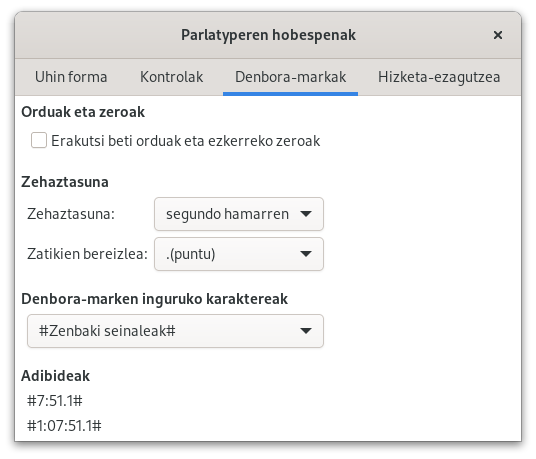 Parlatyperen hobespenak
Uhin forma Kontrolak Denbora-markak Hizketa-ezagutzea
Orduak eta zeroak
Erakutsi beti orduak eta ezkerreko zeroak
Zehaztasuna
Zehaztasuna: segundo hamarren
Zatikien bereizlea: .(puntu)
Denbora-marken inguruko karaktereak
#Zenbaki seinaleak#
Adibideak
#7:51.1#
#1:07:51.1#